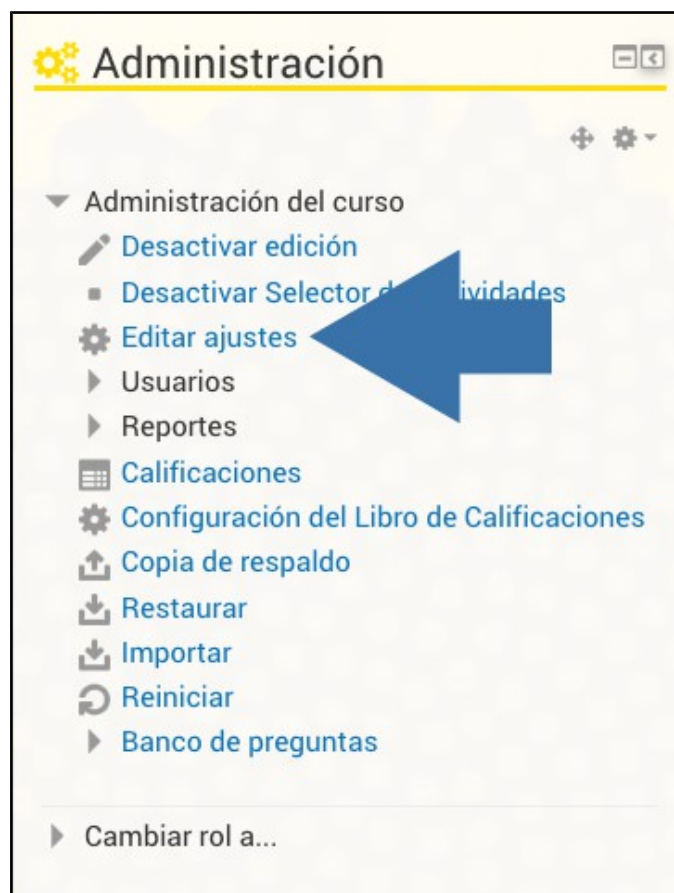 Administración
Administración del curso
Desactivar edición
Desactivar Selector ividades
Editar ajustes
Usuarios
Reportes
Calificaciones
Configuración del Libro de Calificaciones
Copia de respaldo
Restaurar
Importar
Reiniciar
Banco de preguntas
Cambiar rol a...